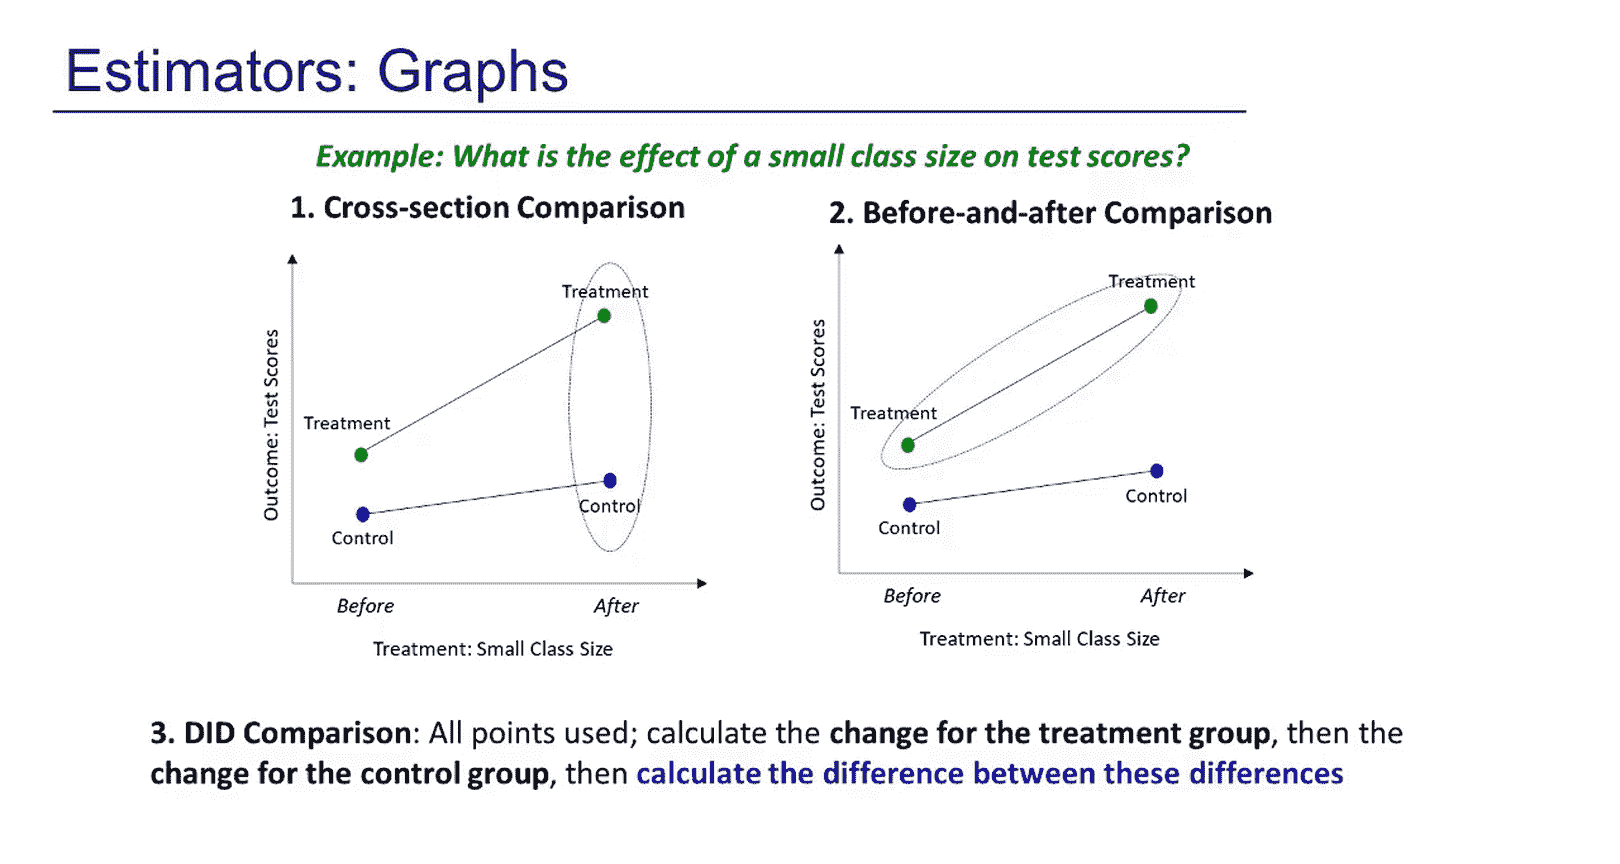 Estimators: Graphs
Example: What is the effect of a small class size on test scores?
1. Cross-section Comparison
Outcome: Test Scores
Treatment
Treatment
Control
Control
Before
After
Treatment: Small Class Size
2. Before-and-after Comparison
Outcome: Test Scores
Treatment
Treatment
Control
Control
Before
After
Treatment: Small Class Size
3. DID Comparison: All points used; calculate the change for the treatment group, then the
change for the control group, then calculate the difference between these differences